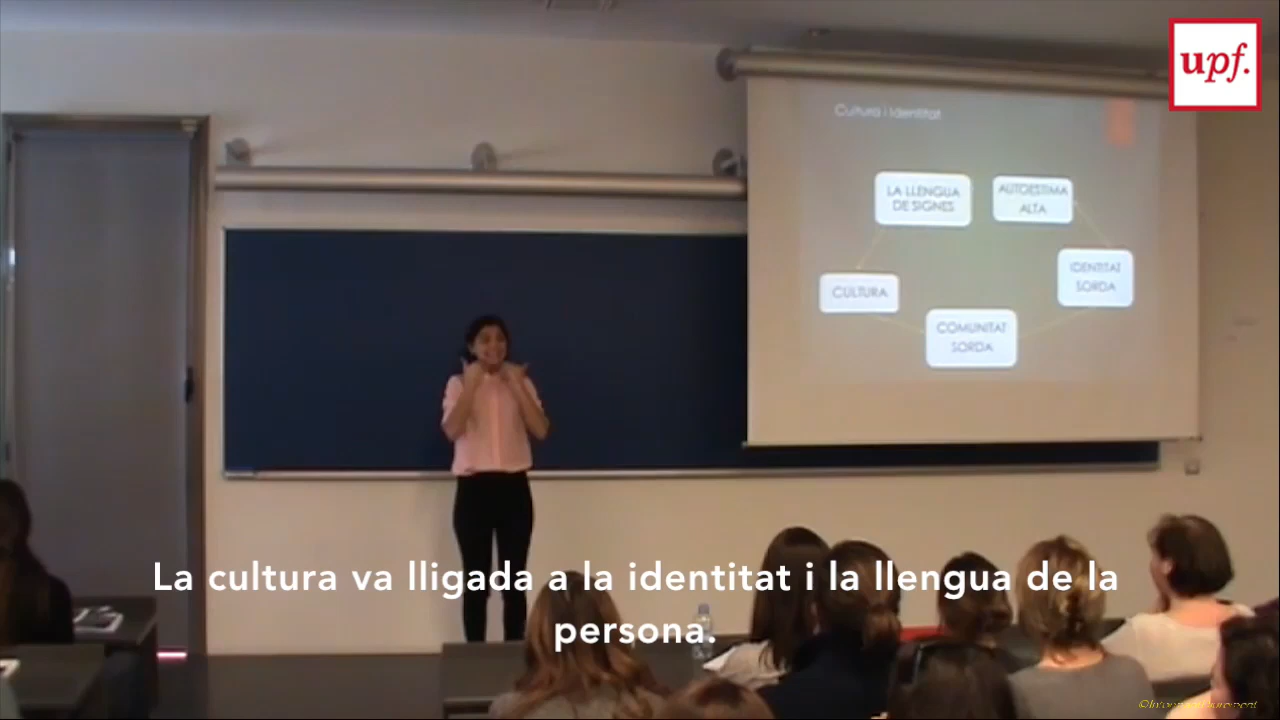 upf.
Cultura i Identitat
LA LLENGUA
DE SIGNES
AUTOESTIMA
ALTA
IDENTITAT
SORDA
CULTURA
COMUNITAT
SORDA
La cultura va lligada a la identitat i la llengua de la
persona.